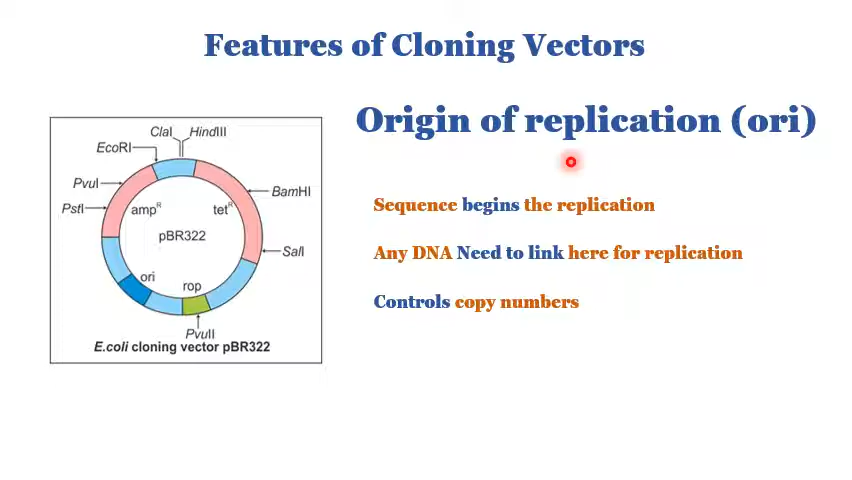 Features of Cloning Vectors
Origin of replication (ori)
ClaI HindIII
EcoRI
PvuI
PstI
BamHI
ampR
tetR
pBR322
SalI
ori
rop
PvuII
E.coli cloning vector pBR322
Sequence begins the replication
Any DNA Need to link here for replication
Controls copy numbers